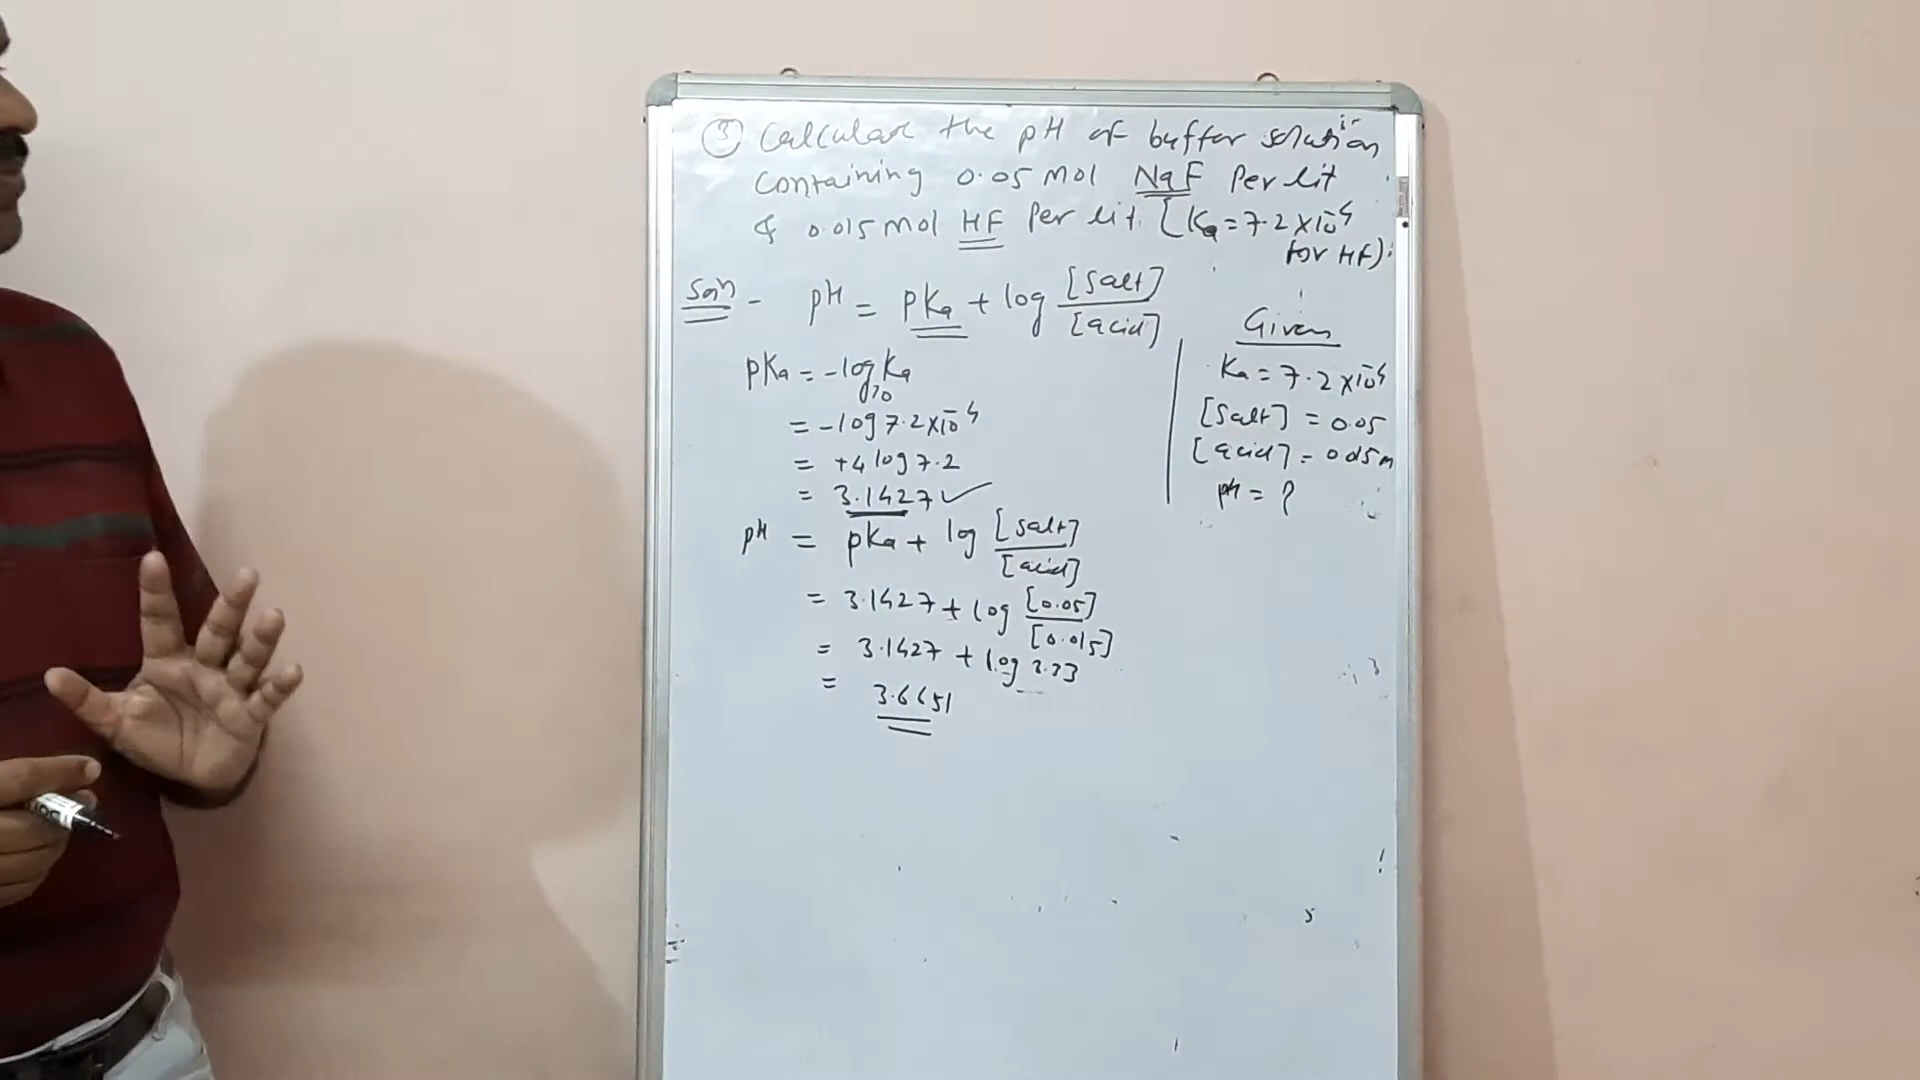 ③ Calculate the pH of buffer solution
containing 0.05 mol NaF Per lit
& 0.015 mol HF Per lit. [Ka = 7.2 × 10⁻⁴
for HF)
Soln - pH = pKa + log [Salt] / [acid]
pKa = -log₁₀ Ka
= -log 7.2 × 10⁻⁴
= +4 log 7.2
= 3.1427 ✓
pH = pKa + log [salt] / [acid]
= 3.1427 + log [0.05] / [0.015]
= 3.1427 + log 3.33
= 3.6651
Given
Ka = 7.2 × 10⁻⁴
[Salt] = 0.05
[acid] = 0.015 m
pH = ?